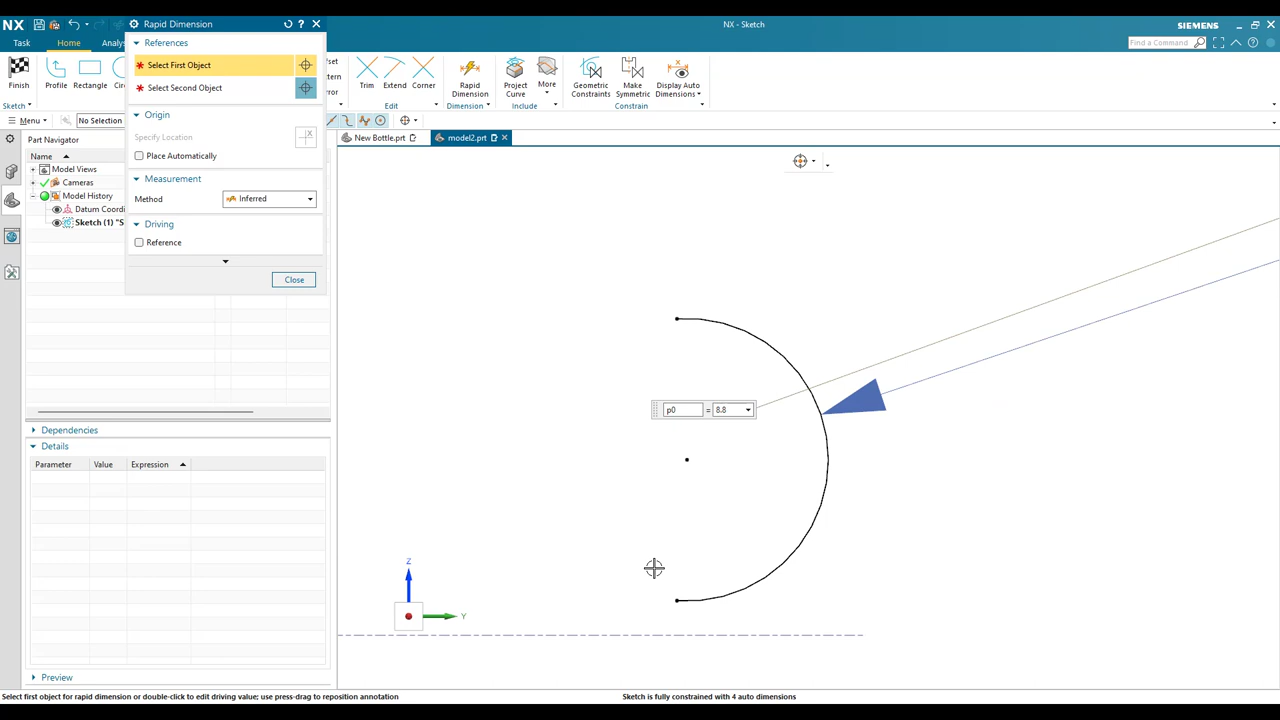 NX
Rapid Dimension
NX - Sketch
SIEMENS
Task
Home
References
Find a Command
Select First Object
Select Second Object
Finish
Profile
Rectangle
Trim
Extend
Corner
Rapid
Dimension
Project
Curve
More
Geometric
Constraints
Make
Symmetric
Display Auto
Dimensions
Sketch
Edit
Dimension
Include
Constrain
Menu
No Selection
Origin
Specify Location
Place Automatically
Part Navigator
New Bottle.prt
model2.prt
Name
Model Views
Cameras
Model History
Datum Coordi
Sketch (1) "S
Measurement
Method
Inferred
Driving
Reference
Close
p0
=
8.8
Dependencies
Details
Parameter
Value
Expression
Z
Y
Preview
Select first object for rapid dimension or double-click to edit driving value; use press-drag to reposition annotation
Sketch is fully constrained with 4 auto dimensions